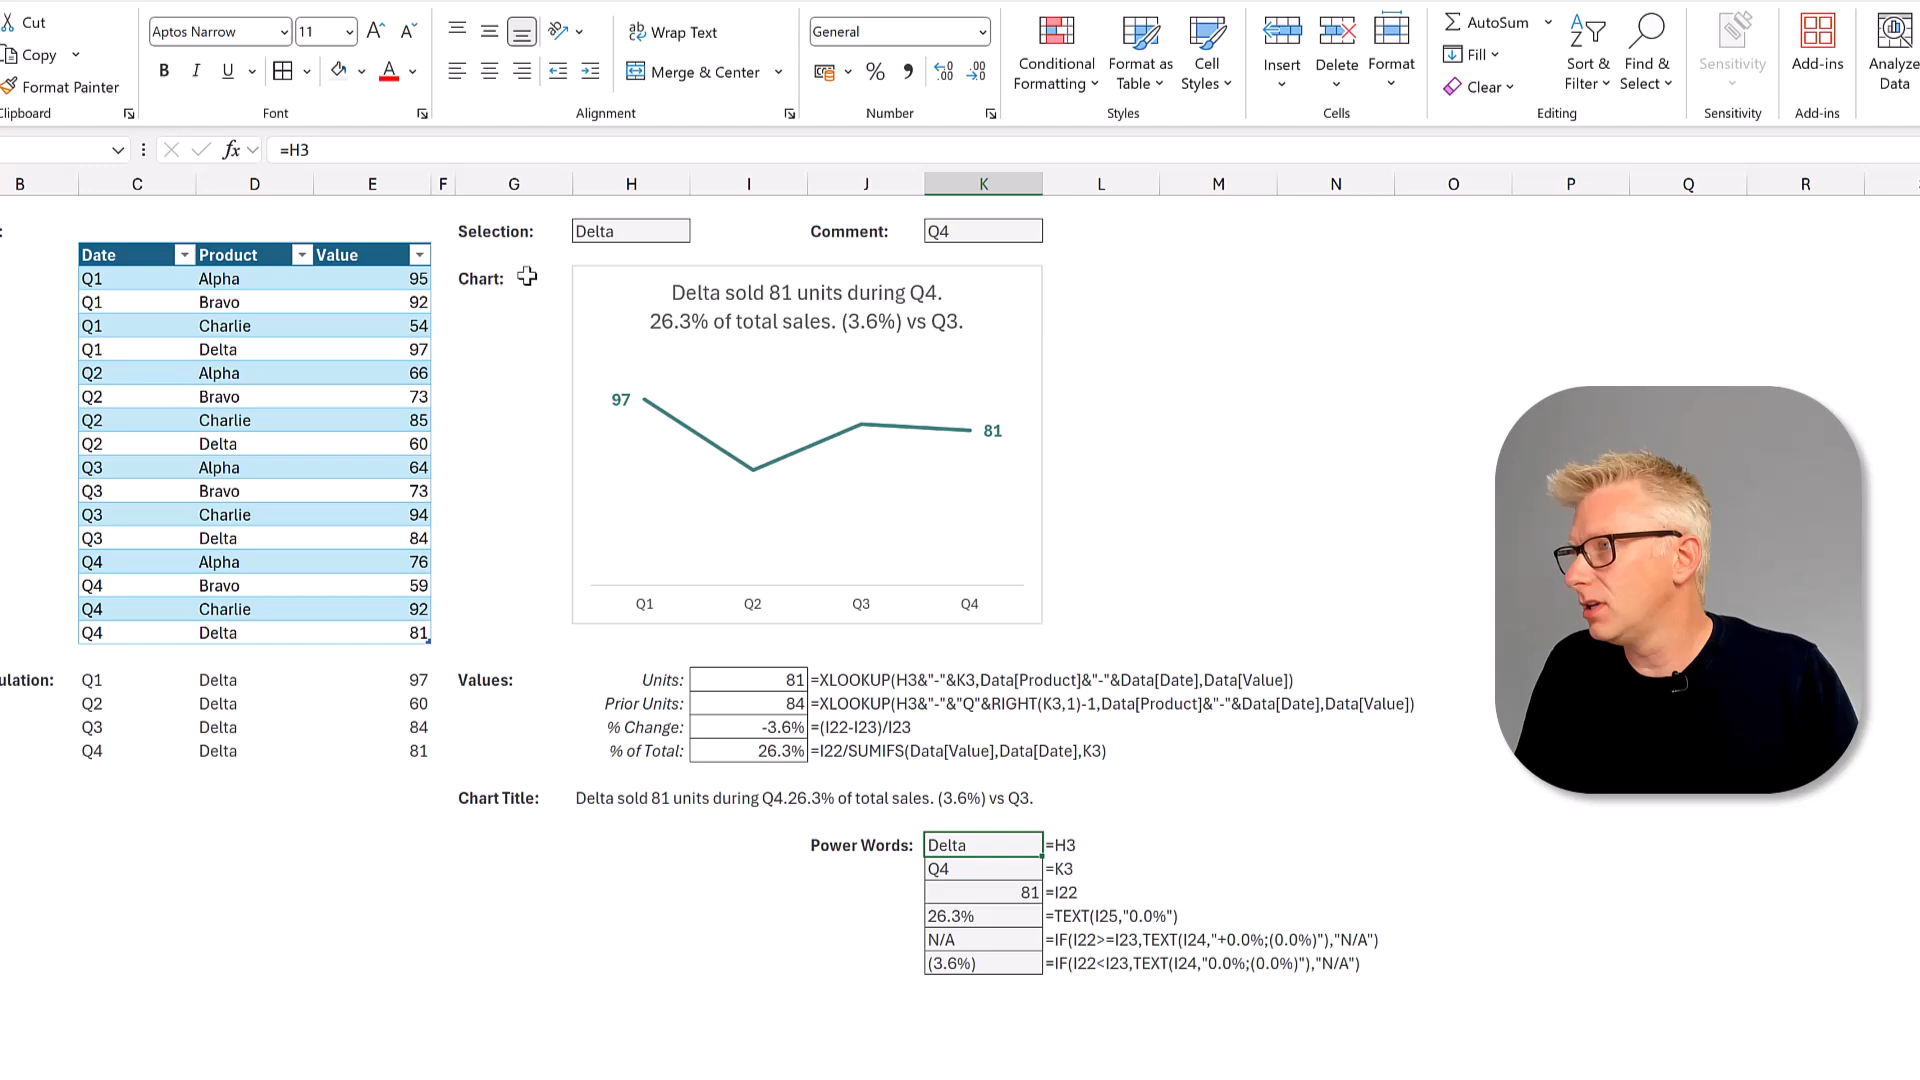 Cut
Copy
Format Painter
Clipboard
Aptos Narrow 11
B I U
Font
Wrap Text
Merge & Center
Alignment
General
Number
Conditional Formatting
Format as Table
Cell Styles
Styles
Insert Delete Format
Cells
AutoSum
Fill
Clear
Sort & Filter
Find & Select
Editing
Sensitivity
Sensitivity
Add-ins
Add-ins
Analyze Data
fx =H3
B C D E F G H I J K L M N O P Q R
Selection: Delta Comment: Q4
Date Product Value
Q1 Alpha 95
Q1 Bravo 92
Q1 Charlie 54
Q1 Delta 97
Q2 Alpha 66
Q2 Bravo 73
Q2 Charlie 85
Q2 Delta 60
Q3 Alpha 64
Q3 Bravo 73
Q3 Charlie 94
Q3 Delta 84
Q4 Alpha 76
Q4 Bravo 59
Q4 Charlie 92
Q4 Delta 81
Chart:
Delta sold 81 units during Q4.
26.3% of total sales. (3.6%) vs Q3.
97
81
Q1 Q2 Q3 Q4
ulation: Q1 Delta 97
Q2 Delta 60
Q3 Delta 84
Q4 Delta 81
Values: Units: 81 =XLOOKUP(H3&"-"&K3,Data[Product]&"-"&Data[Date],Data[Value])
Prior Units: 84 =XLOOKUP(H3&"-"&"Q"&RIGHT(K3,1)-1,Data[Product]&"-"&Data[Date],Data[Value])
% Change: -3.6% =(I22-I23)/I23
% of Total: 26.3% =I22/SUMIFS(Data[Value],Data[Date],K3)
Chart Title: Delta sold 81 units during Q4.26.3% of total sales. (3.6%) vs Q3.
Power Words: Delta =H3
Q4 =K3
81 =I22
26.3% =TEXT(I25,"0.0%")
N/A =IF(I22>=I23,TEXT(I24,"+0.0%;(0.0%)"),"N/A")
(3.6%) =IF(I22<I23,TEXT(I24,"0.0%;(0.0%)"),"N/A")